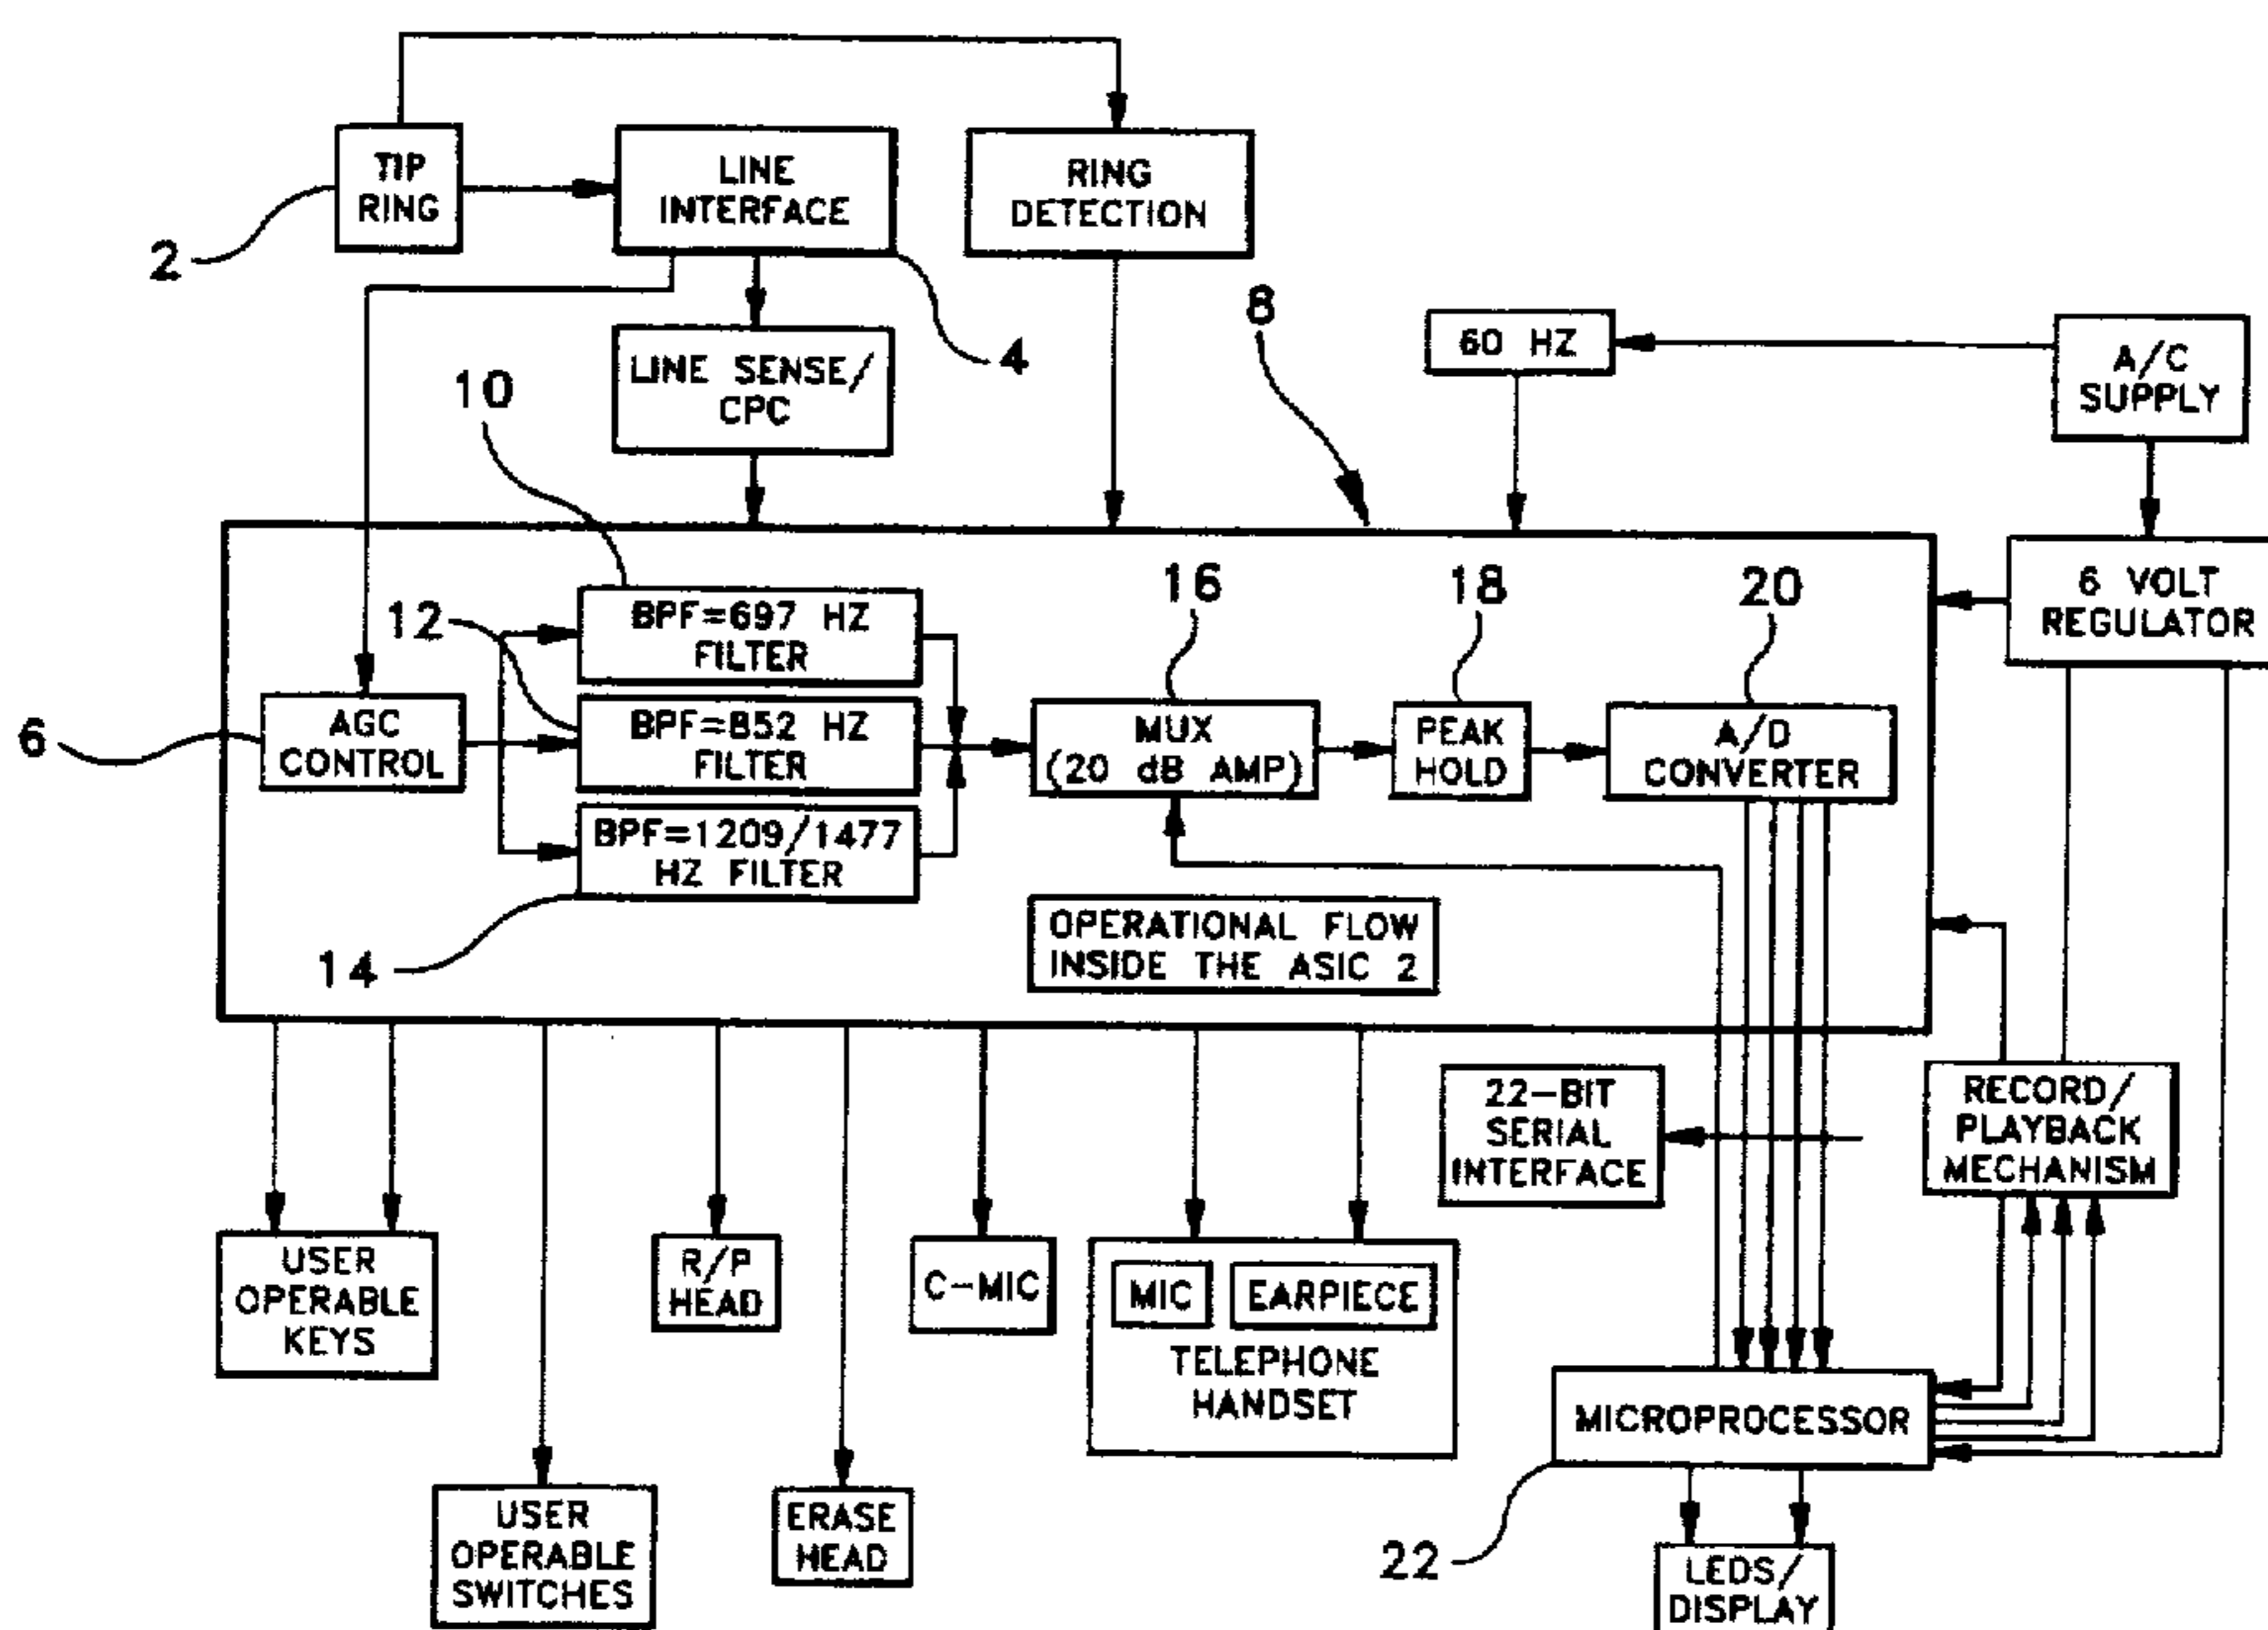 TIP
RING
LINE
INTERFACE
RING
DETECTION
2
8
4
60 HZ
A/C
SUPPLY
LINE SENSE/
CPC
10
12
16
18
20
6 VOLT
REGULATOR
BPF=697 HZ
FILTER
6
AGC
CONTROL
BPF=852 HZ
FILTER
MUX
(20 dB AMP)
PEAK
HOLD
A/D
CONVERTER
BPF=1209/1477
HZ FILTER
14
OPERATIONAL FLOW
INSIDE THE ASIC 2
22-BIT
SERIAL
INTERFACE
RECORD/
PLAYBACK
MECHANISM
USER
OPERABLE
KEYS
R/P
HEAD
C-MIC
MIC
EARPIECE
TELEPHONE
HANDSET
MICROPROCESSOR
USER
OPERABLE
SWITCHES
ERASE
HEAD
22
LEDS/
DISPLAY